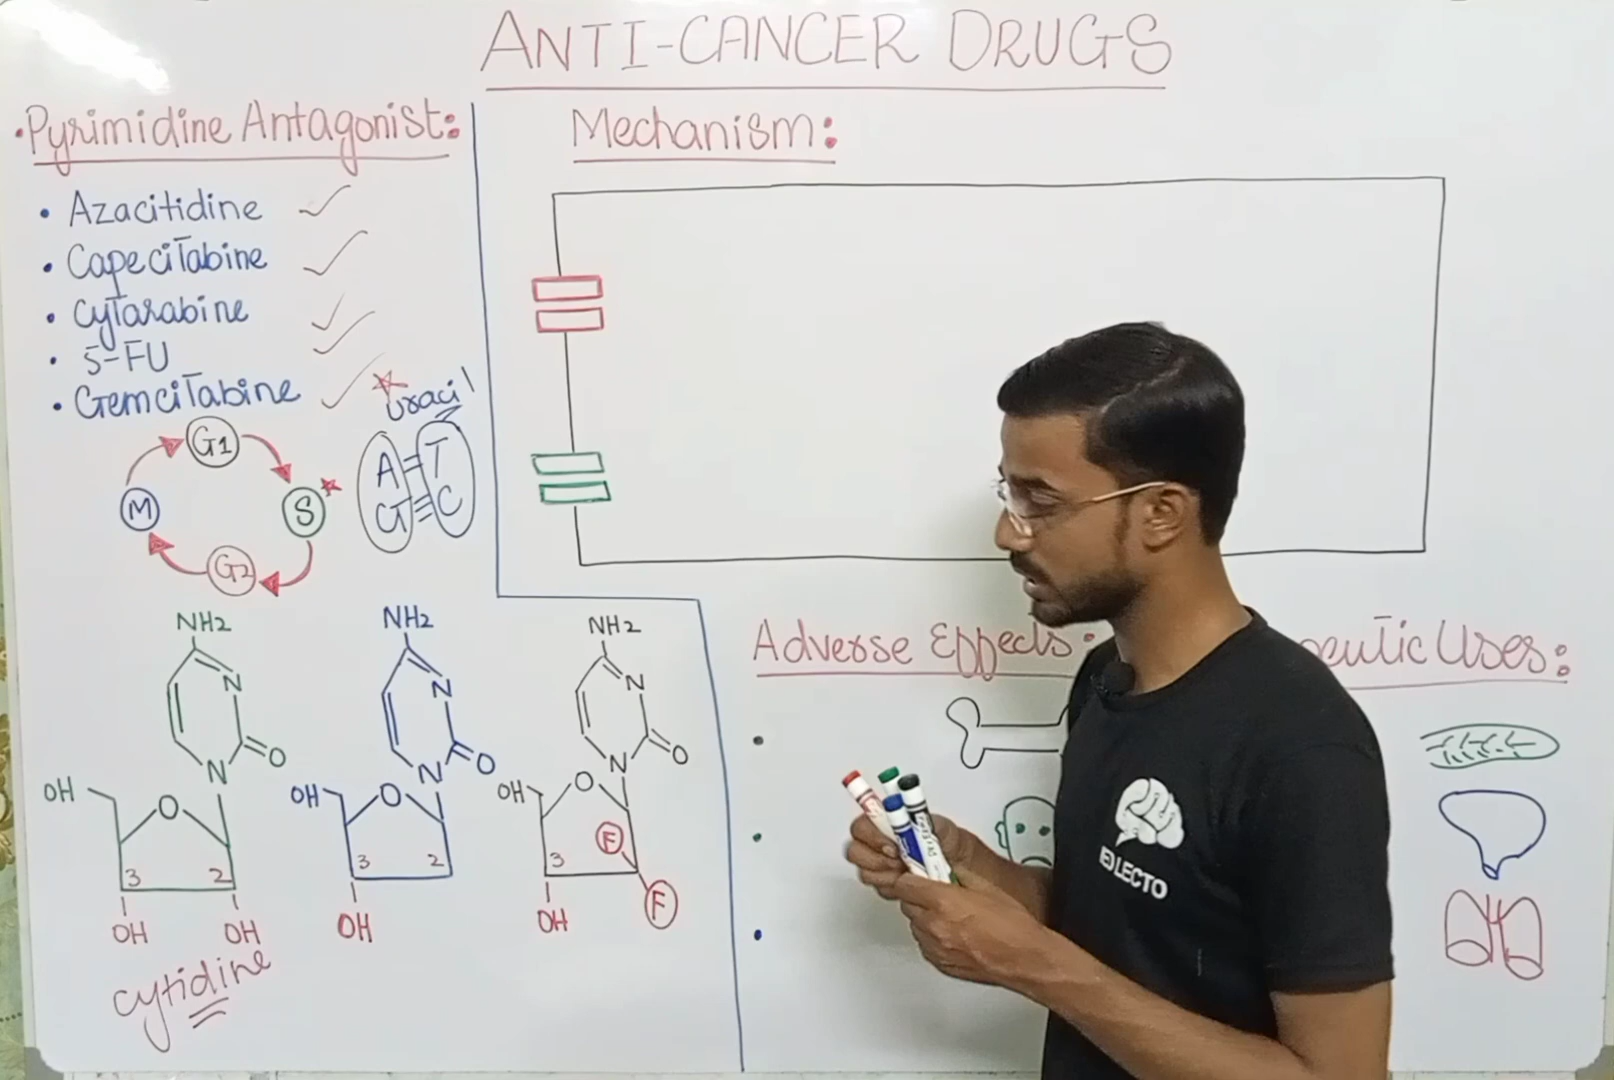 ANTI-CANCER DRUGS
• Pyrimidine Antagonist:
• Azacitidine
• Capecitabine
• Cytarabine
• 5-FU
• Gemcitabine
Uracil
G1
M
S
G2
A = T
G ≡ C
Mechanism:
NH2
N
N
O
OH
O
3
2
OH
OH
Cytidine
NH2
N
N
O
OH
O
3
2
OH
NH2
N
N
O
OH
O
F
3
F
OH
Adverse Effects:
Uses:
LECTO